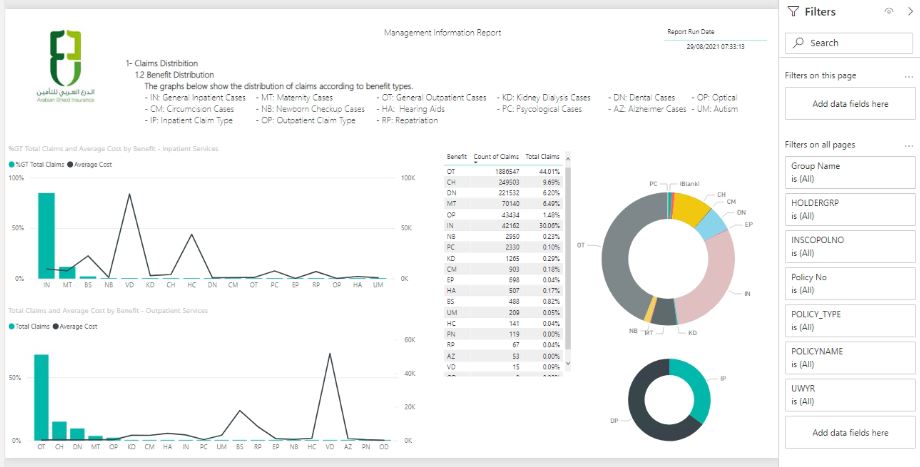 Management Information Report
Report Run Date
29/08/2021 07:33:13
الدرع العربي للتأمين
Arabian Shield Insurance
1- Claims Distribition
1.2 Benefit Distribution
The graphs below show the distribution of claims according to benefit types.
- IN: General Inpatient Cases - MT: Maternity Cases - OT: General Outpatient Cases - KD: Kidney Dialysis Cases - DN: Dental Cases - OP: Optical
- CM: Circumcision Cases - NB: Newborn Checkup Cases - HA: Hearing Aids - PC: Psycological Cases - AZ: Alzheimer Cases - UM: Autism
- IP: Inpatient Claim Type - OP: Outpatient Claim Type - RP: Repatriation
%GT Total Claims and Average Cost by Benefit - Inpatient Services
%GT Total Claims Average Cost
100%
50%
0%
100K
50K
0K
IN MT BS NB VD KD CH HC DN CM OT PC EP RP OP HA UM
Total Claims and Average Cost by Benefit - Outpatient Services
Total Claims Average Cost
50%
0%
60K
40K
20K
0K
OT CH DN MT OP KD CM HA IN PC UM BS RP EP NB HC VD AZ PN OD
Benefit Count of Claims Total Claims
OT 1886547 44.01%
CH 249503 9.69%
DN 221532 6.20%
MT 70140 6.49%
OP 43434 1.48%
IN 42162 30.06%
NB 2950 0.23%
PC 2330 0.10%
KD 1265 0.29%
CM 903 0.18%
EP 698 0.04%
HA 507 0.17%
BS 488 0.82%
UM 209 0.05%
HC 141 0.04%
PN 119 0.00%
RP 67 0.04%
AZ 53 0.00%
VD 15 0.09%
PC
(Blank)
CH
CM
DN
EP
OT
IN
NB
MT
KD
IP
OP
Filters
Search
Filters on this page
...
Add data fields here
Filters on all pages
...
Group Name
is (All)
HOLDERGRP
is (All)
INSCOPOLNO
is (All)
Policy No
is (All)
POLICY_TYPE
is (All)
POLICYNAME
is (All)
UWYR
is (All)
Add data fields here